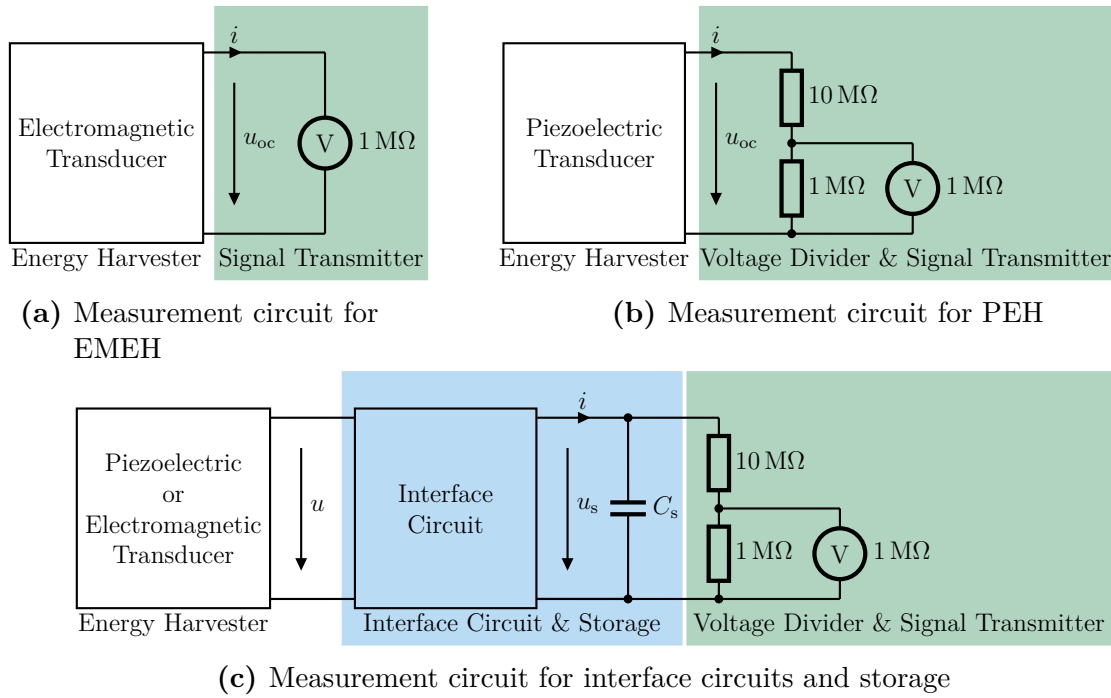 i
i
Electromagnetic
Transducer
u_oc
V
1 MΩ
Energy Harvester
Signal Transmitter
(a) Measurement circuit for
EMEH
Piezoelectric
Transducer
u_oc
10 MΩ
1 MΩ
V
1 MΩ
Energy Harvester
Voltage Divider & Signal Transmitter
(b) Measurement circuit for PEH
Piezoelectric
or
Electromagnetic
Transducer
u
Interface
Circuit
i
u_s
C_s
10 MΩ
1 MΩ
V
1 MΩ
Energy Harvester
Interface Circuit & Storage
Voltage Divider & Signal Transmitter
(c) Measurement circuit for interface circuits and storage